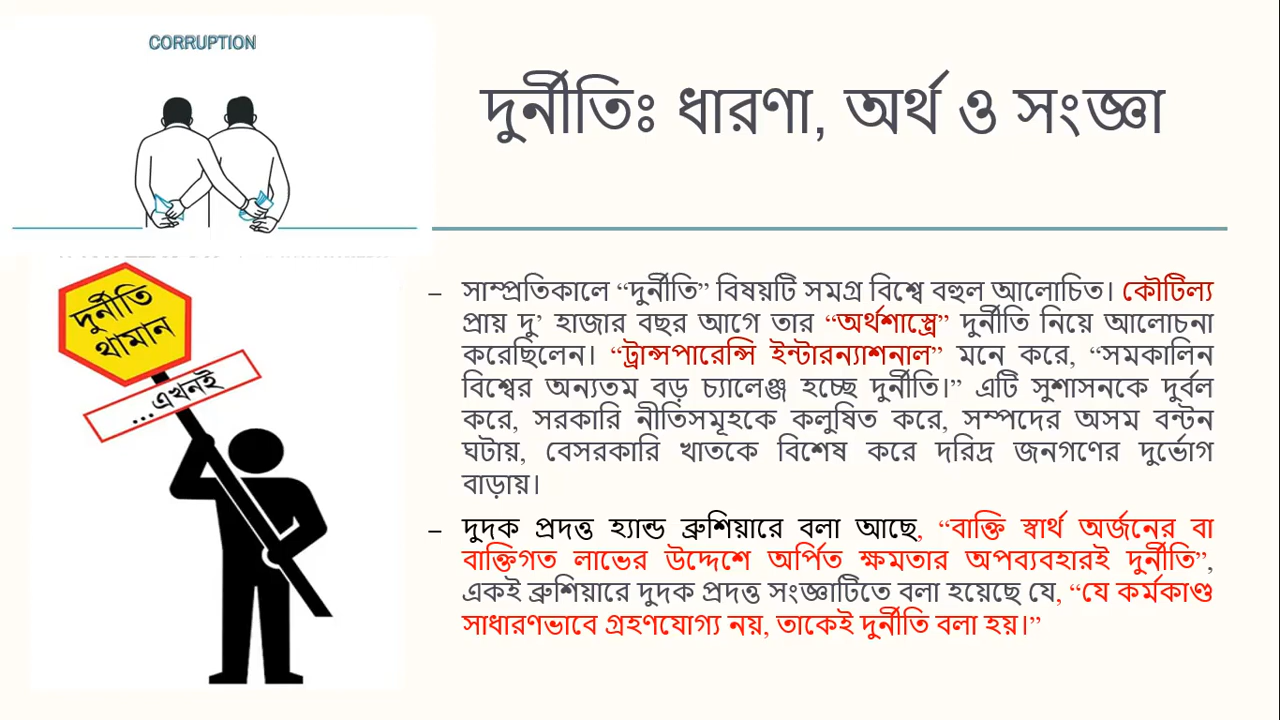 CORRUPTION
দুর্নীতিঃ ধারণা, অর্থ ও সংজ্ঞা
দুর্নীতি
থামান
...এখনই
– সাম্প্রতিকালে “দুর্নীতি” বিষয়টি সমগ্র বিশ্বে বহুল আলোচিত। কৌটিল্য
প্রায় দু’ হাজার বছর আগে তার “অর্থশাস্ত্রে” দুর্নীতি নিয়ে আলোচনা
করেছিলেন। “ট্রান্সপারেন্সি ইন্টারন্যাশনাল” মনে করে, “সমকালিন
বিশ্বের অন্যতম বড় চ্যালেঞ্জ হচ্ছে দুর্নীতি।” এটি সুশাসনকে দুর্বল
করে, সরকারি নীতিসমূহকে কলুষিত করে, সম্পদের অসম বন্টন
ঘটায়, বেসরকারি খাতকে বিশেষ করে দরিদ্র জনগণের দুর্ভোগ
বাড়ায়।
– দুদক প্রদত্ত হ্যান্ড ব্রুশিয়ারে বলা আছে, “ব্যক্তি স্বার্থ অর্জনের বা
ব্যক্তিগত লাভের উদ্দেশে অর্পিত ক্ষমতার অপব্যবহারই দুর্নীতি”,
একই ব্রুশিয়ারে দুদক প্রদত্ত সংজ্ঞাটিতে বলা হয়েছে যে, “যে কর্মকাণ্ড
সাধারণভাবে গ্রহণযোগ্য নয়, তাকেই দুর্নীতি বলা হয়।”